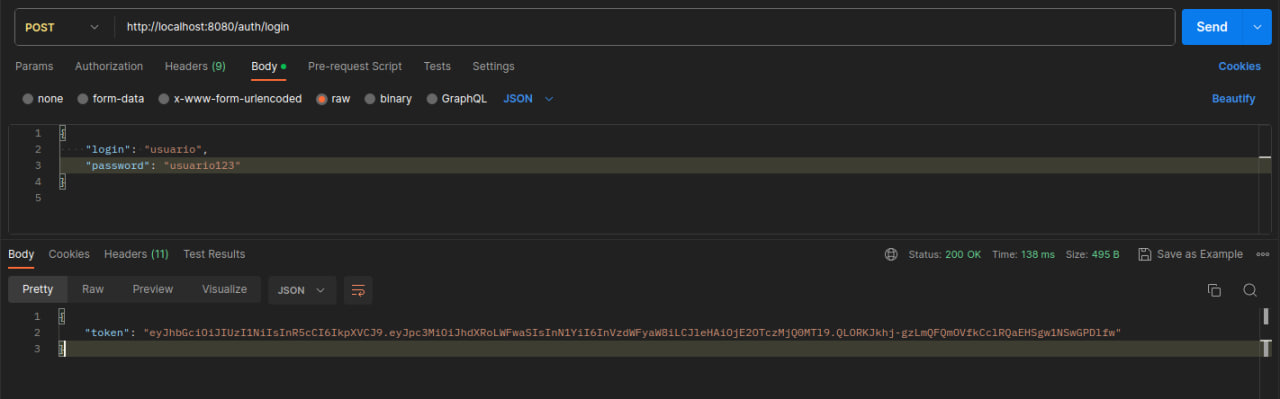 POST
http://localhost:8080/auth/login
Send
Params Authorization Headers (9) Body Pre-request Script Tests Settings Cookies
none form-data x-www-form-urlencoded raw binary GraphQL JSON Beautify
1 {
2 "login": "usuario",
3 "password": "usuario123"
4 }
5
Body Cookies Headers (11) Test Results Status: 200 OK Time: 138 ms Size: 495 B Save as Example
Pretty Raw Preview Visualize JSON
1 {
2 "token": "eyJhbGciOiJIUzI1NiIsInR5cCI6IkpXVCJ9.eyJpc3MiOiJhdXRoLWFwaSIsInN1YiI6InVzdWFyaW8iLCJleHAiOjE2OTczMjQ0MTl9.QLORKJkhj-gzLmQFQmOVfkCclRQaEHSgw1NSwGPDlfw"
3 }